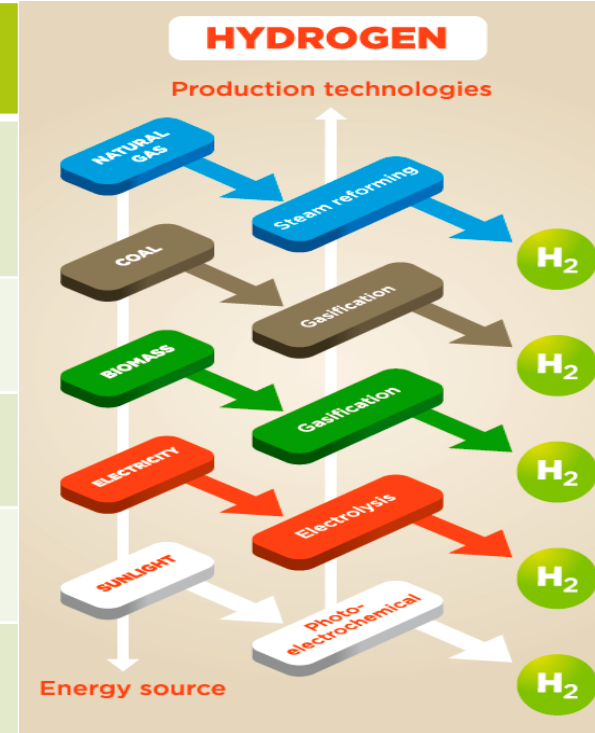 HYDROGEN
Production technologies
NATURAL
GAS
Steam reforming
H₂
COAL
Gasification
H₂
BIOMASS
Gasification
H₂
ELECTRICITY
Electrolysis
H₂
SUNLIGHT
Photo-
electrochemical
H₂
Energy source